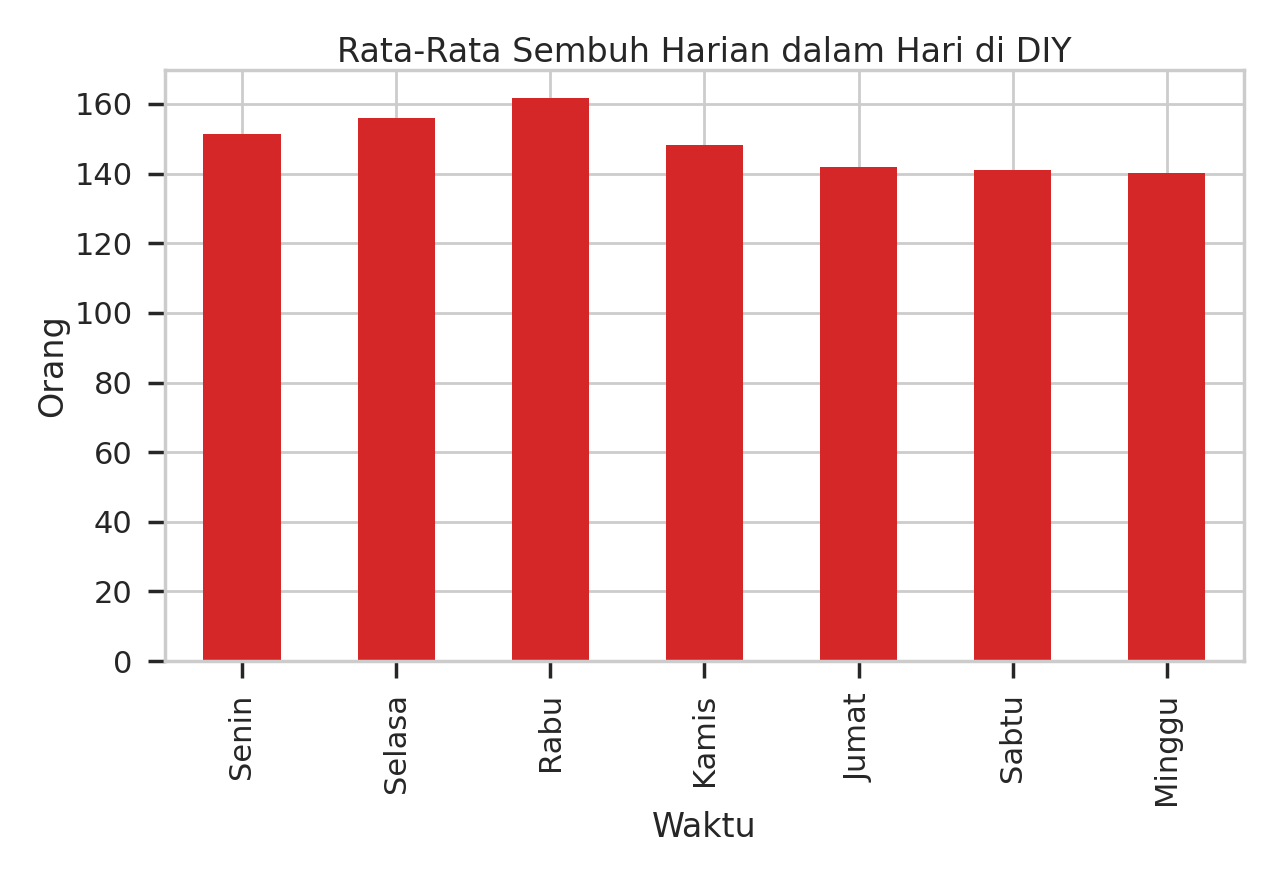 Rata-Rata Sembuh Harian dalam Hari di DIY
Orang
160
140
120
100
80
60
40
20
0
Senin
Selasa
Rabu
Kamis
Jumat
Sabtu
Minggu
Waktu